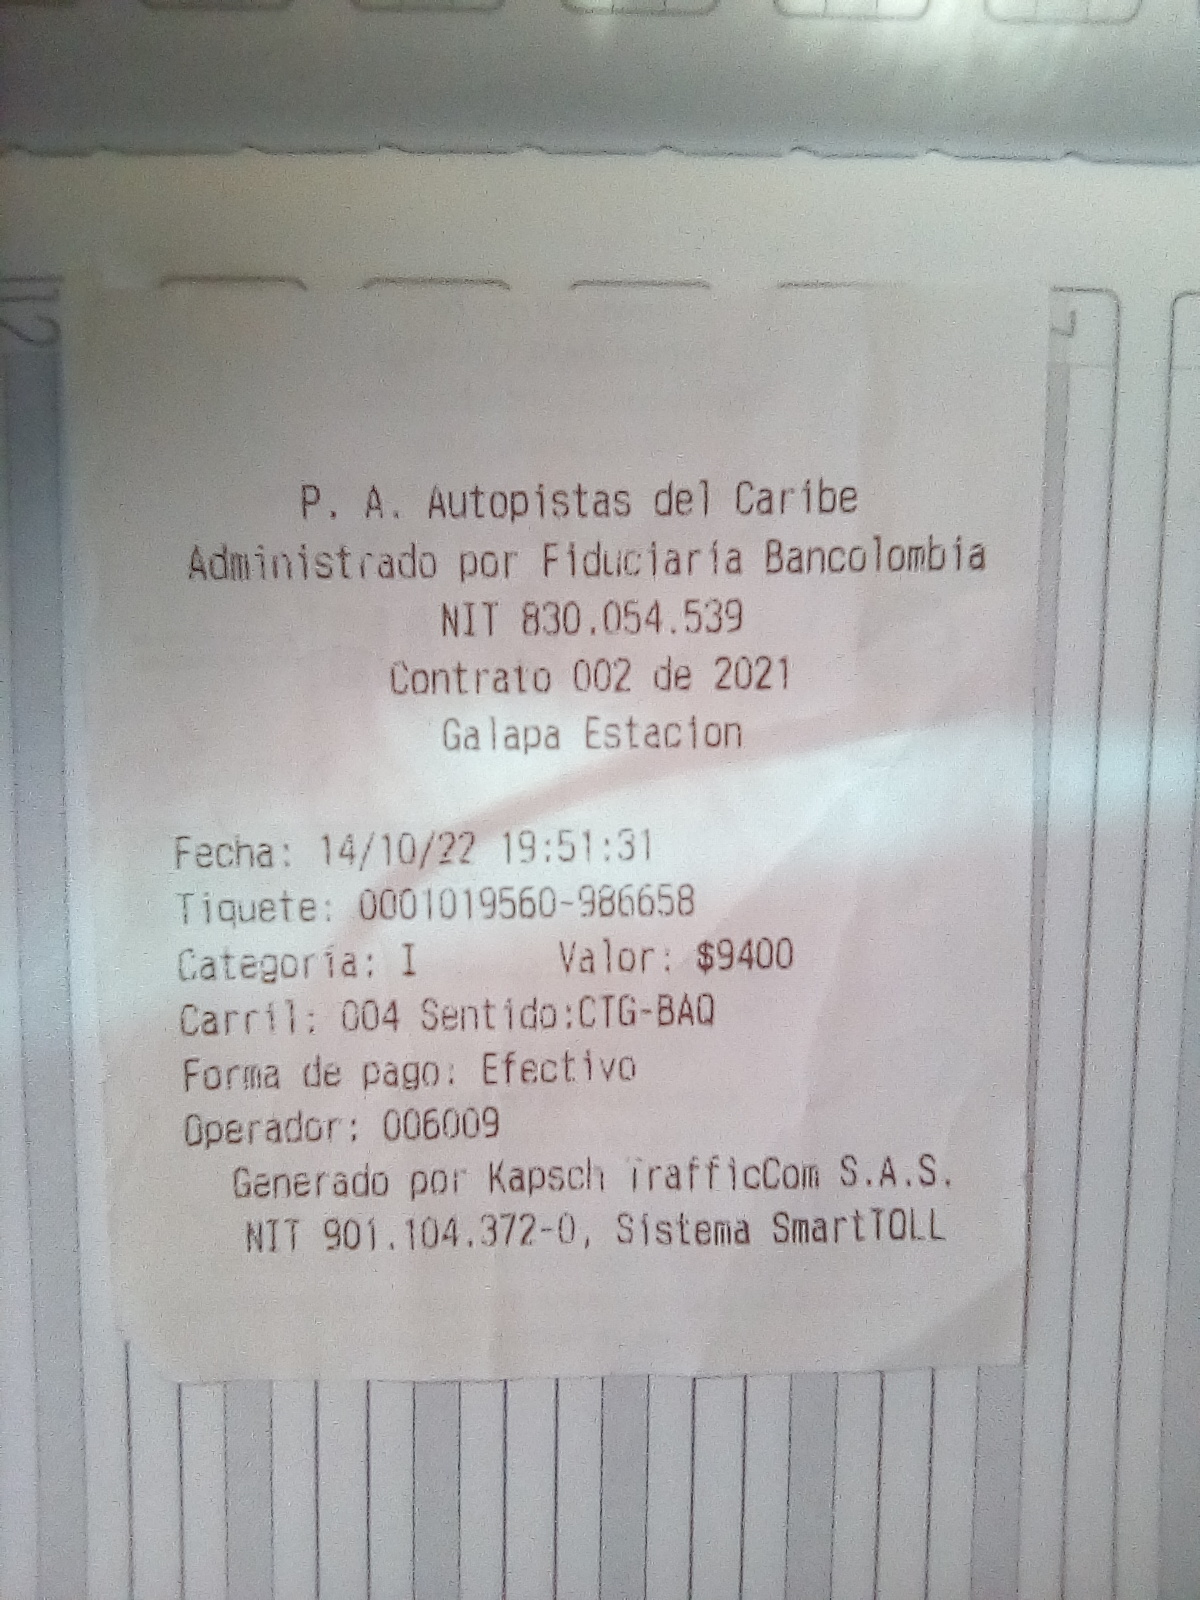 P. A. Autopistas del Caribe
Administrado por Fiduciaría Bancolombia
NIT 830.054.539
Contrato 002 de 2021
Galapa Estacion
Fecha: 14/10/22 19:51:31
Tiquete: 0001019560-986658
Categoría: I Valor: $9400
Carril: 004 Sentido:CTG-BAQ
Forma de pago: Efectivo
Operador: 006009
Generado por Kapsch TrafficCom S.A.S.
NIT 901.104.372-0, Sistema SmartTOLL